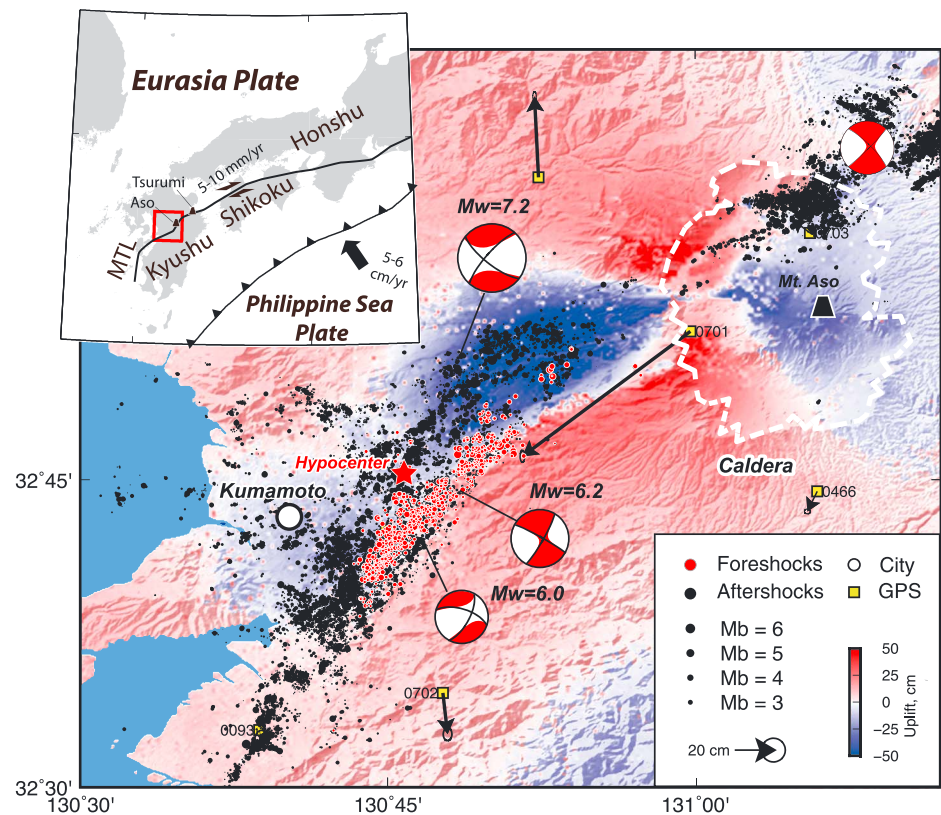 Eurasia Plate
Honshu
5-10 mm/yr
Tsurumi
Aso
Shikoku
MTL
Kyushu
5-6
cm/yr
Philippine Sea
Plate
Mw=7.2
Mt. Aso
0701
Hypocenter
Caldera
Kumamoto
Mw=6.2
0466
Mw=6.0
0702
0093
32°45'
32°30'
130°30'
130°45'
131°00'
Foreshocks
City
Aftershocks
GPS
Mb = 6
Mb = 5
Mb = 4
Mb = 3
20 cm
50
25
0
−25
−50
Uplift, cm